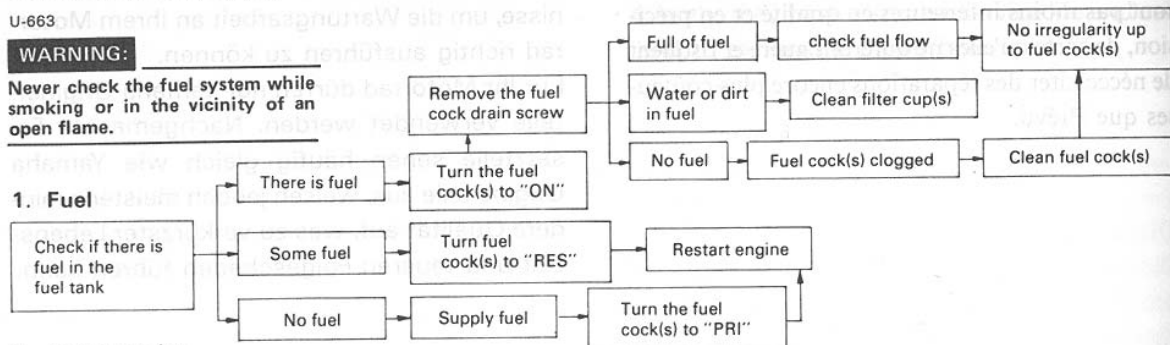 U-663
WARNING:
Never check the fuel system while
smoking or in the vicinity of an
open flame.
1. Fuel
Check if there is
fuel in the
fuel tank
There is fuel
Turn the fuel
cock(s) to "ON"
Remove the fuel
cock drain screw
Full of fuel
check fuel flow
No irregularity up
to fuel cock(s)
Water or dirt
in fuel
Clean filter cup(s)
No fuel
Fuel cock(s) clogged
Clean fuel cock(s)
Some fuel
Turn fuel
cock(s) to "RES"
Restart engine
No fuel
Supply fuel
Turn the fuel
cock(s) to "PRI"